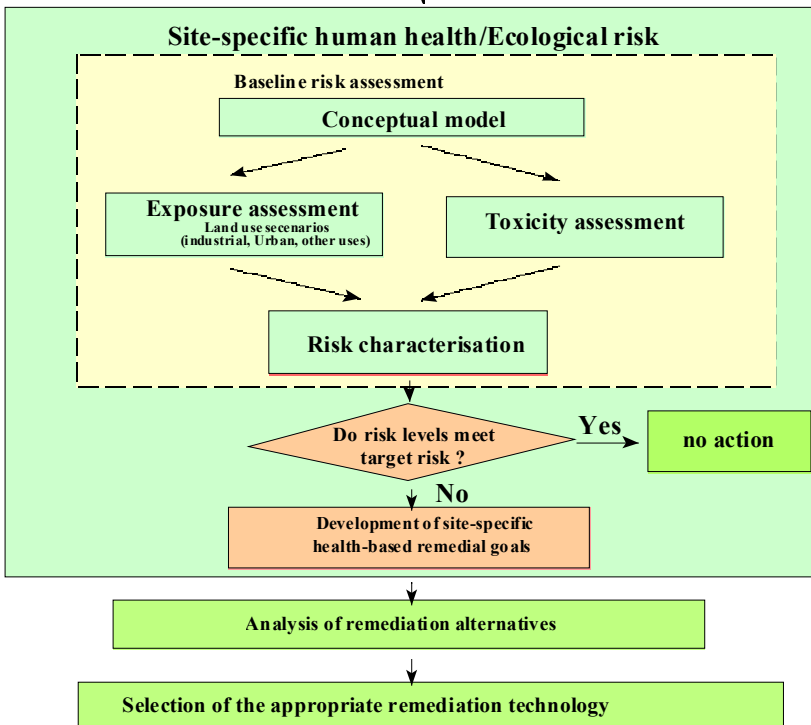 Site-specific human health/Ecological risk
Baseline risk assessment
Conceptual model
Exposure assessment
Land use secenarios
(industrial, Urban, other uses)
Toxicity assessment
Risk characterisation
Do risk levels meet
target risk ?
Yes
no action
No
Development of site-specific
health-based remedial goals
Analysis of remediation alternatives
Selection of the appropriate remediation technology